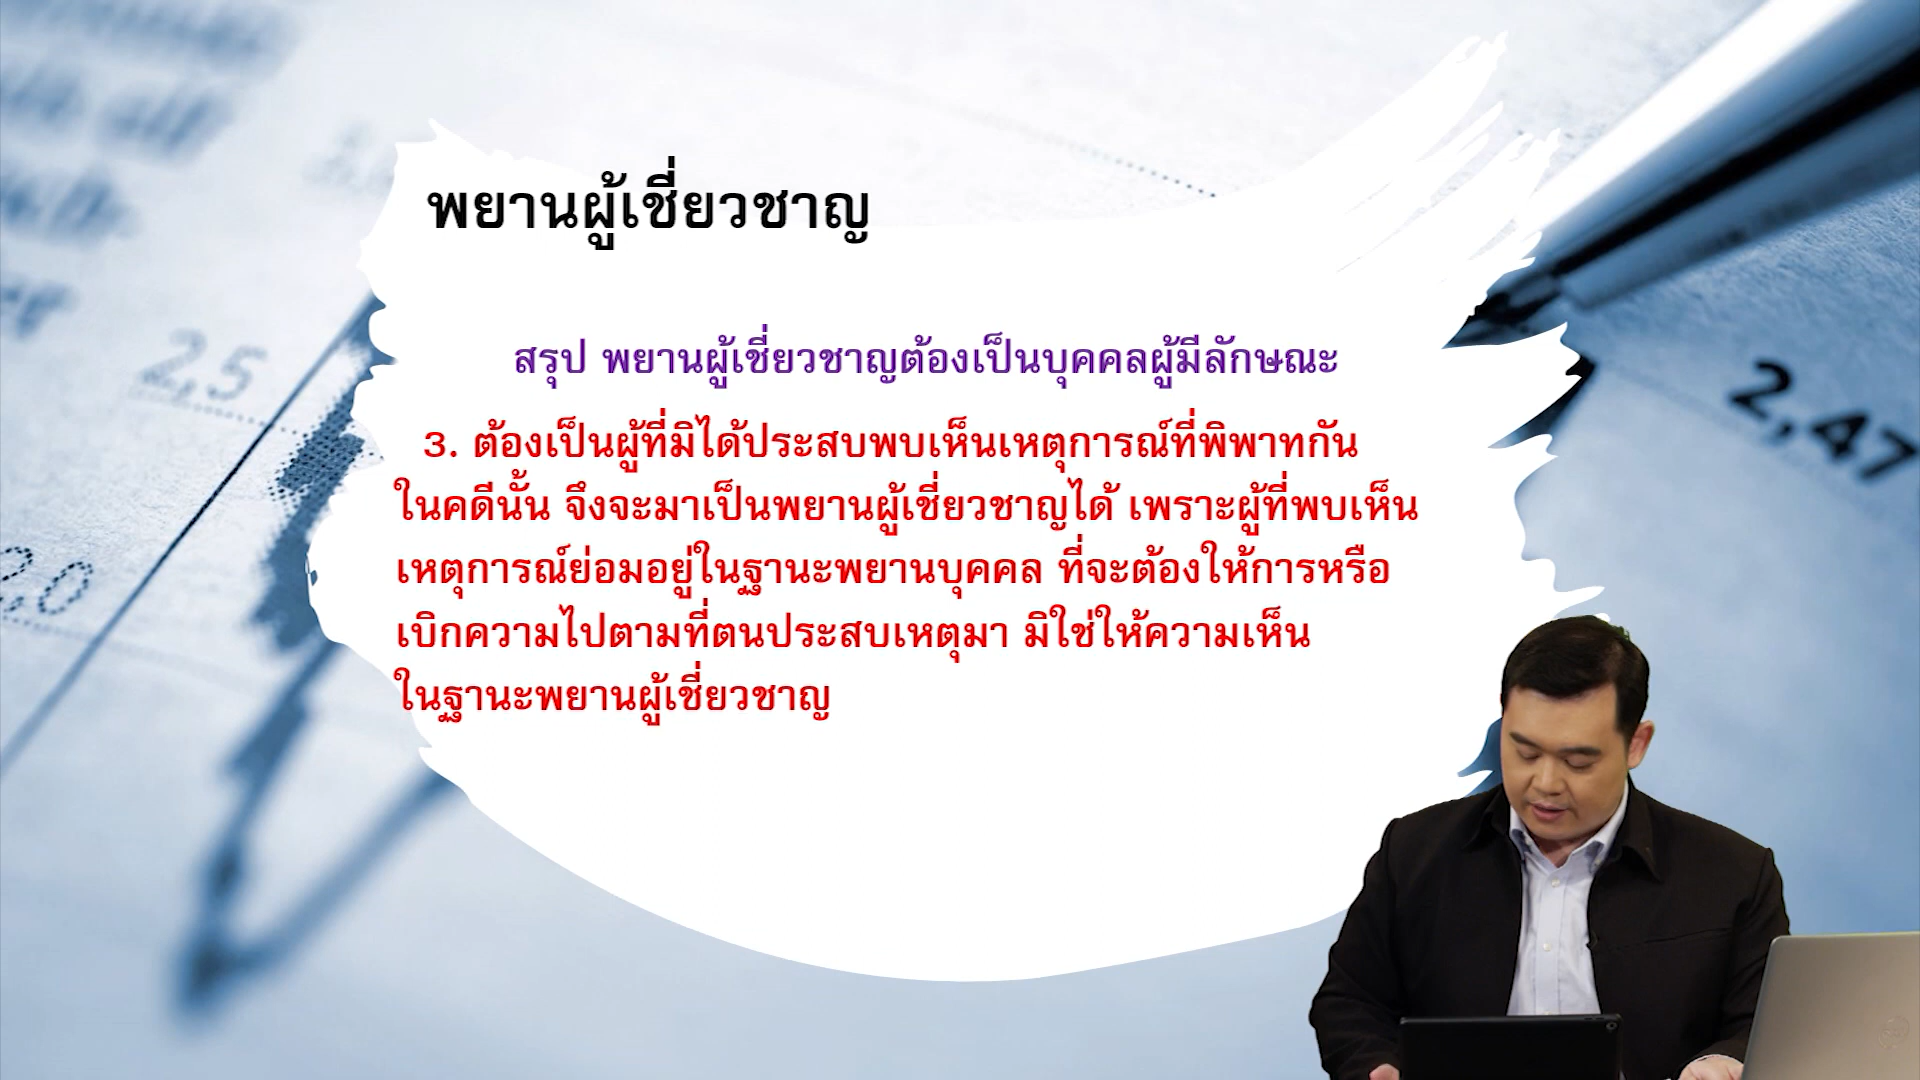 พยานผู้เชี่ยวชาญ
สรุป พยานผู้เชี่ยวชาญต้องเป็นบุคคลผู้มีลักษณะ
3. ต้องเป็นผู้ที่มิได้ประสบพบเห็นเหตุการณ์ที่พิพาทกัน
ในคดีนั้น จึงจะมาเป็นพยานผู้เชี่ยวชาญได้ เพราะผู้ที่พบเห็น
เหตุการณ์ย่อมอยู่ในฐานะพยานบุคคล ที่จะต้องให้การหรือ
เบิกความไปตามที่ตนประสบเหตุมา มิใช่ให้ความเห็น
ในฐานะพยานผู้เชี่ยวชาญ
2,5
2,47
2,0